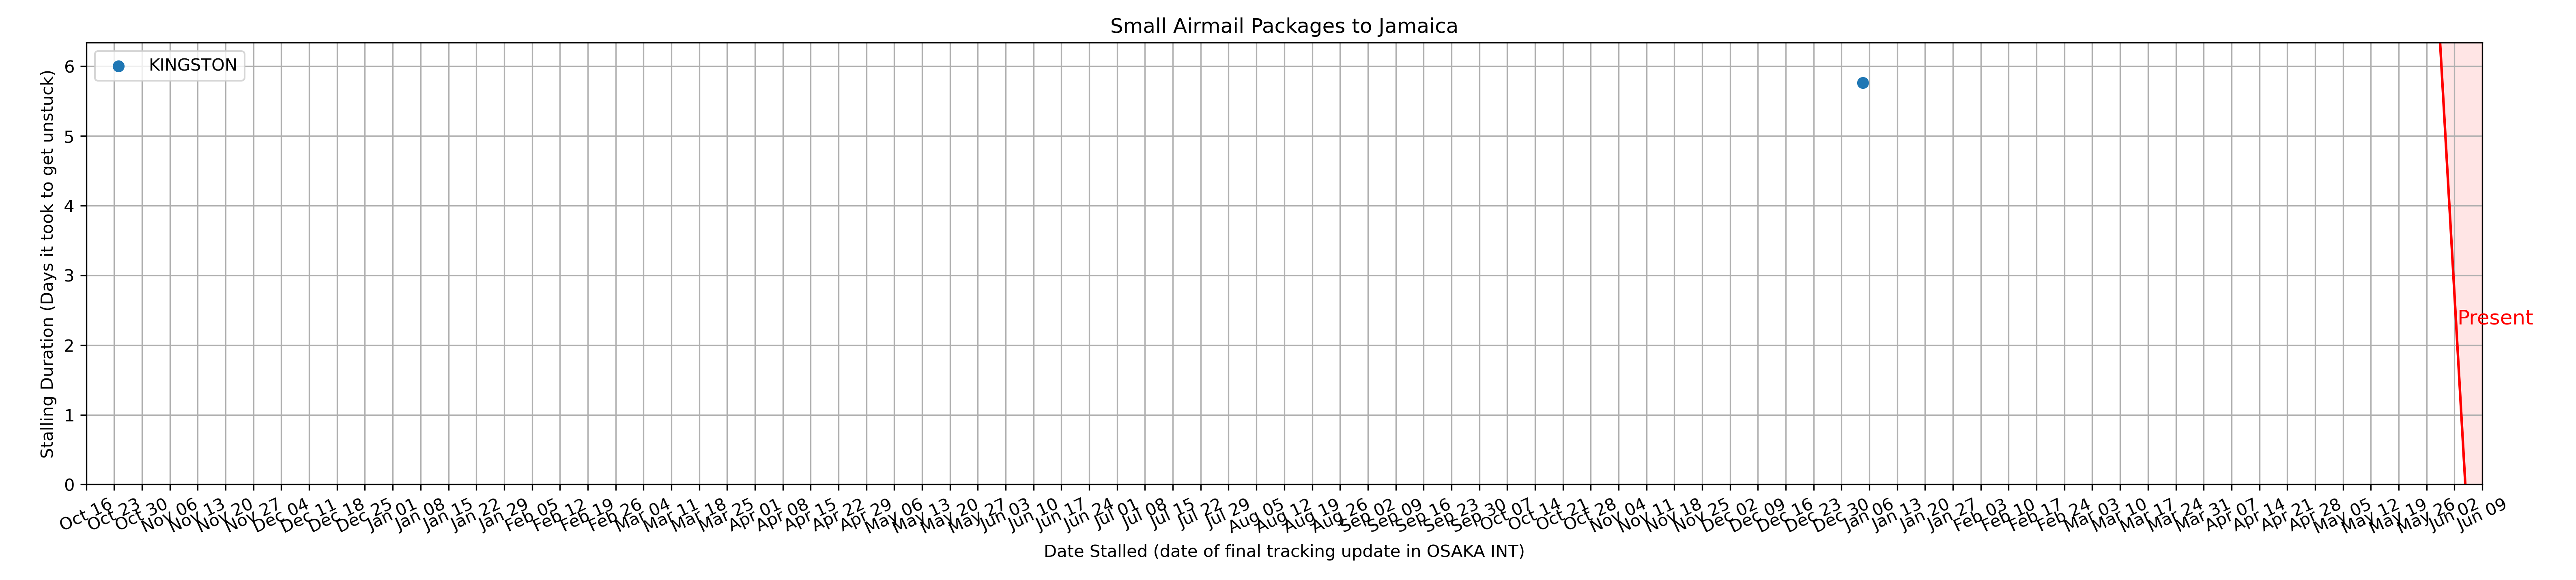 Small Airmail Packages to Jamaica
KINGSTON
Stalling Duration (Days it took to get unstuck)
6
5
4
3
2
1
0
Present
Oct 16
Oct 23
Oct 30
Nov 06
Nov 13
Nov 20
Nov 27
Dec 04
Dec 11
Dec 18
Dec 25
Jan 01
Jan 08
Jan 15
Jan 22
Jan 29
Feb 05
Feb 12
Feb 19
Feb 26
Mar 04
Mar 11
Mar 18
Mar 25
Apr 01
Apr 08
Apr 15
Apr 22
Apr 29
May 06
May 13
May 20
May 27
Jun 03
Jun 10
Jun 17
Jun 24
Jul 01
Jul 08
Jul 15
Jul 22
Jul 29
Aug 05
Aug 12
Aug 19
Aug 26
Sep 02
Sep 09
Sep 16
Sep 23
Sep 30
Oct 07
Oct 14
Oct 21
Oct 28
Nov 04
Nov 11
Nov 18
Nov 25
Dec 02
Dec 09
Dec 16
Dec 23
Dec 30
Jan 06
Jan 13
Jan 20
Jan 27
Feb 03
Feb 10
Feb 17
Feb 24
Mar 03
Mar 10
Mar 17
Mar 24
Mar 31
Apr 07
Apr 14
Apr 21
Apr 28
May 05
May 12
May 19
May 26
Jun 02
Jun 09
Date Stalled (date of final tracking update in OSAKA INT)